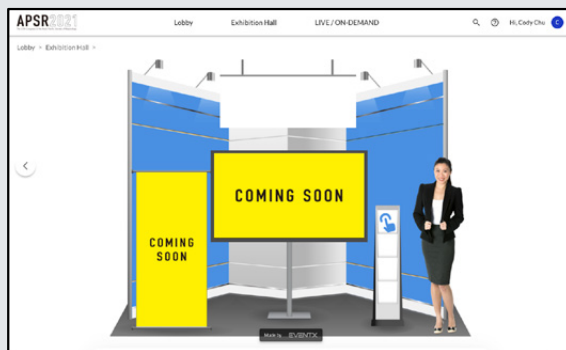 APSR2021
Lobby
Exhibition Hall
LIVE / ON-DEMAND
Hi, Cody Chu
C
Lobby > Exhibition Hall >
COMING SOON
COMING
SOON
Made by EVENTX